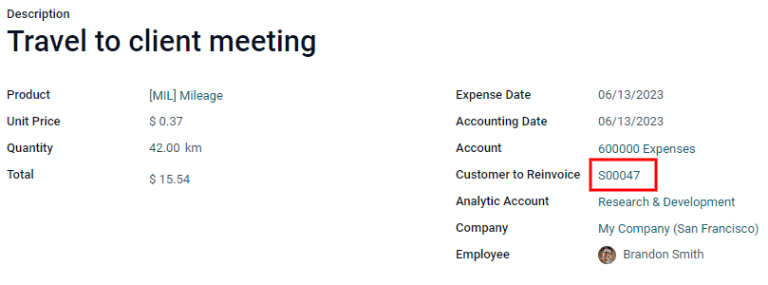 Description
Travel to client meeting
Product [MIL] Mileage
Unit Price $ 0.37
Quantity 42.00 km
Total $ 15.54
Expense Date 06/13/2023
Accounting Date 06/13/2023
Account 600000 Expenses
Customer to Reinvoice S00047
Analytic Account Research & Development
Company My Company (San Francisco)
Employee Brandon Smith